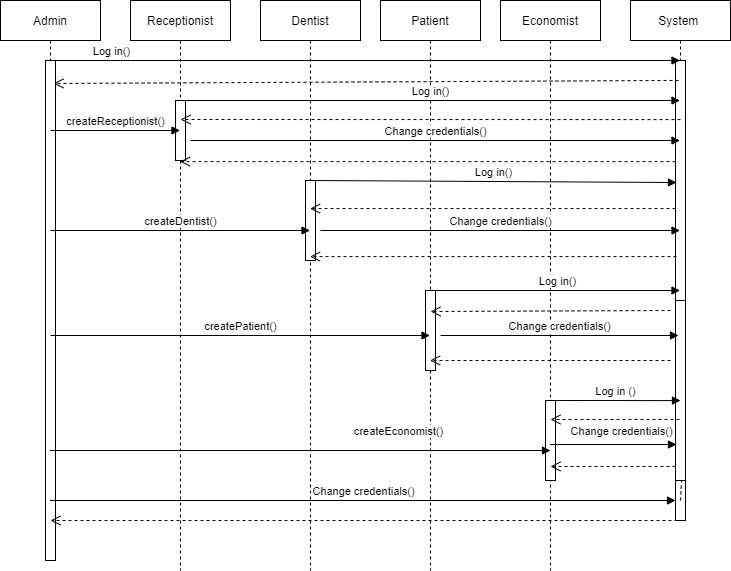 Admin
Receptionist
Dentist
Patient
Economist
System
Log in()
Log in()
createReceptionist()
Change credentials()
Log in()
createDentist()
Change credentials()
Log in()
createPatient()
Change credentials()
Log in ()
createEconomist()
Change credentials()
Change credentials()